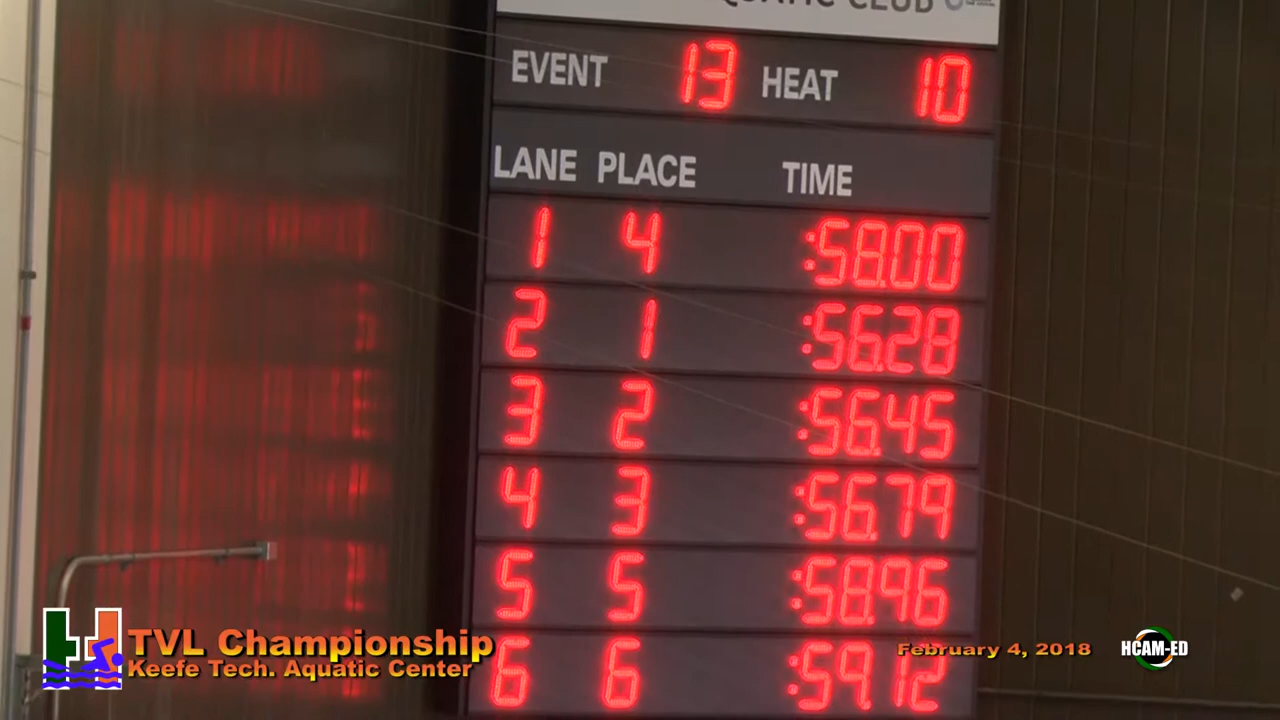 QUATIC CLUB
EVENT 13 HEAT 10
LANE PLACE TIME
1 4 :58.00
2 1 :56.28
3 2 :56.45
4 3 :56.79
5 5 :58.96
6 6 :59.12
H
TVL Championship
Keefe Tech. Aquatic Center
February 4, 2018
HCAM-ED